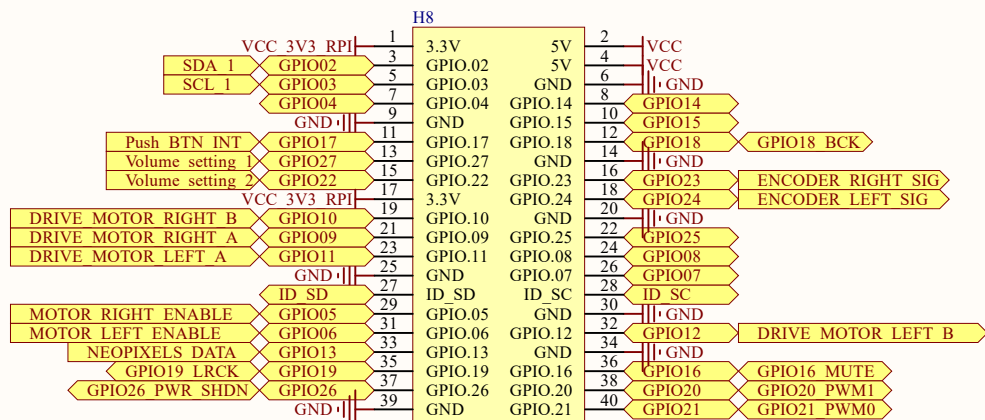 H8
VCC_3V3_RPI 1 3.3V 5V 2 VCC
SDA_1 GPIO02 3 GPIO.02 5V 4 VCC
SCL_1 GPIO03 5 GPIO.03 GND 6 GND
GPIO04 7 GPIO.04 GPIO.14 8 GPIO14
GND 9 GND GPIO.15 10 GPIO15
Push_BTN_INT GPIO17 11 GPIO.17 GPIO.18 12 GPIO18 GPIO18_BCK
Volume_setting_1 GPIO27 13 GPIO.27 GND 14 GND
Volume_setting_2 GPIO22 15 GPIO.22 GPIO.23 16 GPIO23 ENCODER_RIGHT_SIG
VCC_3V3_RPI 17 3.3V GPIO.24 18 GPIO24 ENCODER_LEFT_SIG
DRIVE_MOTOR_RIGHT_B GPIO10 19 GPIO.10 GND 20 GND
DRIVE_MOTOR_RIGHT_A GPIO09 21 GPIO.09 GPIO.25 22 GPIO25
DRIVE_MOTOR_LEFT_A GPIO11 23 GPIO.11 GPIO.08 24 GPIO08
GND 25 GND GPIO.07 26 GPIO07
ID_SD 27 ID_SD ID_SC 28 ID_SC
MOTOR_RIGHT_ENABLE GPIO05 29 GPIO.05 GND 30 GND
MOTOR_LEFT_ENABLE GPIO06 31 GPIO.06 GPIO.12 32 GPIO12 DRIVE_MOTOR_LEFT_B
NEOPIXELS_DATA GPIO13 33 GPIO.13 GND 34 GND
GPIO19_LRCK GPIO19 35 GPIO.19 GPIO.16 36 GPIO16 GPIO16_MUTE
GPIO26_PWR_SHDN GPIO26 37 GPIO.26 GPIO.20 38 GPIO20 GPIO20_PWM1
GND 39 GND GPIO.21 40 GPIO21 GPIO21_PWM0